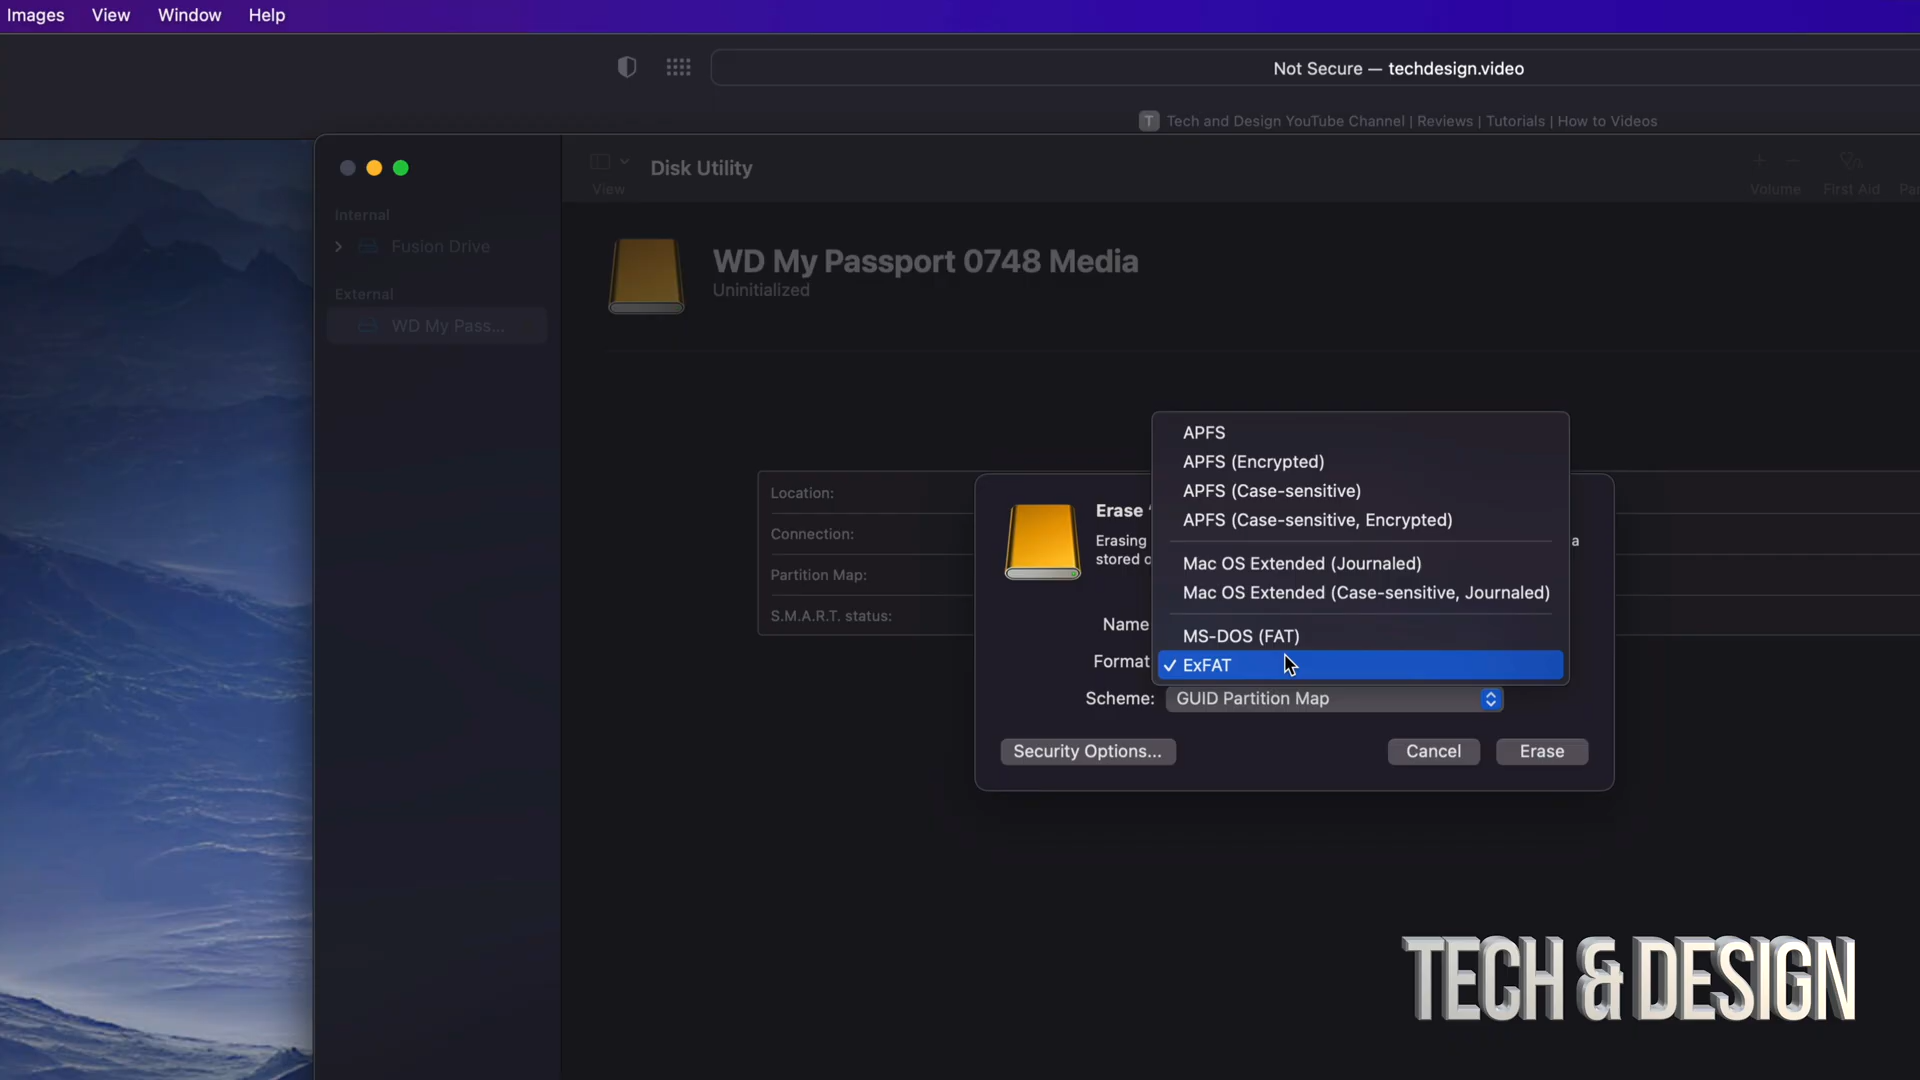 Images View Window Help
Not Secure — techdesign.video
T Tech and Design YouTube Channel | Reviews | Tutorials | How to Videos
Disk Utility
View
Volume First Aid
Internal
Fusion Drive
External
WD My Pass...
WD My Passport 0748 Media
Uninitialized
Location:
Connection:
Partition Map:
S.M.A.R.T. status:
Erase
Erasing a
stored
APFS
APFS (Encrypted)
APFS (Case-sensitive)
APFS (Case-sensitive, Encrypted)
Mac OS Extended (Journaled)
Mac OS Extended (Case-sensitive, Journaled)
MS-DOS (FAT)
✓ ExFAT
Name
Format
Scheme: GUID Partition Map
Security Options... Cancel Erase
TECH & DESIGN